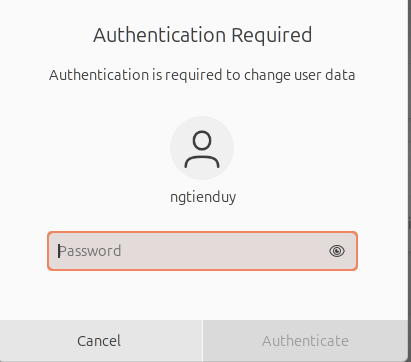 Authentication Required
Authentication is required to change user data
ngtienduy
Password
Cancel
Authenticate